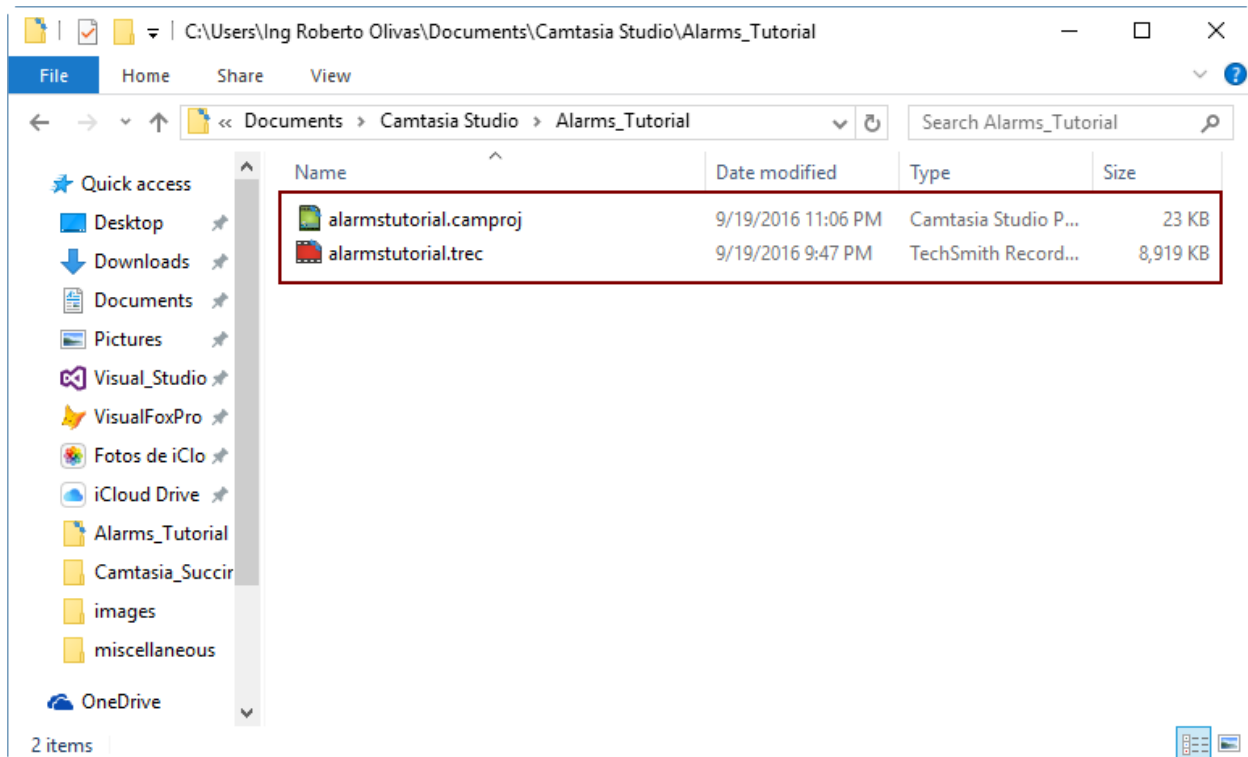 C:\Users\Ing Roberto Olivas\Documents\Camtasia Studio\Alarms_Tutorial
File Home Share View ?
« Documents > Camtasia Studio > Alarms_Tutorial Search Alarms_Tutorial
Name Date modified Type Size
alarmstutorial.camproj 9/19/2016 11:06 PM Camtasia Studio P... 23 KB
alarmstutorial.trec 9/19/2016 9:47 PM TechSmith Record... 8,919 KB
Quick access
Desktop
Downloads
Documents
Pictures
Visual_Studio
VisualFoxPro
Fotos de iClo
iCloud Drive
Alarms_Tutorial
Camtasia_Succir
images
miscellaneous
OneDrive
2 items